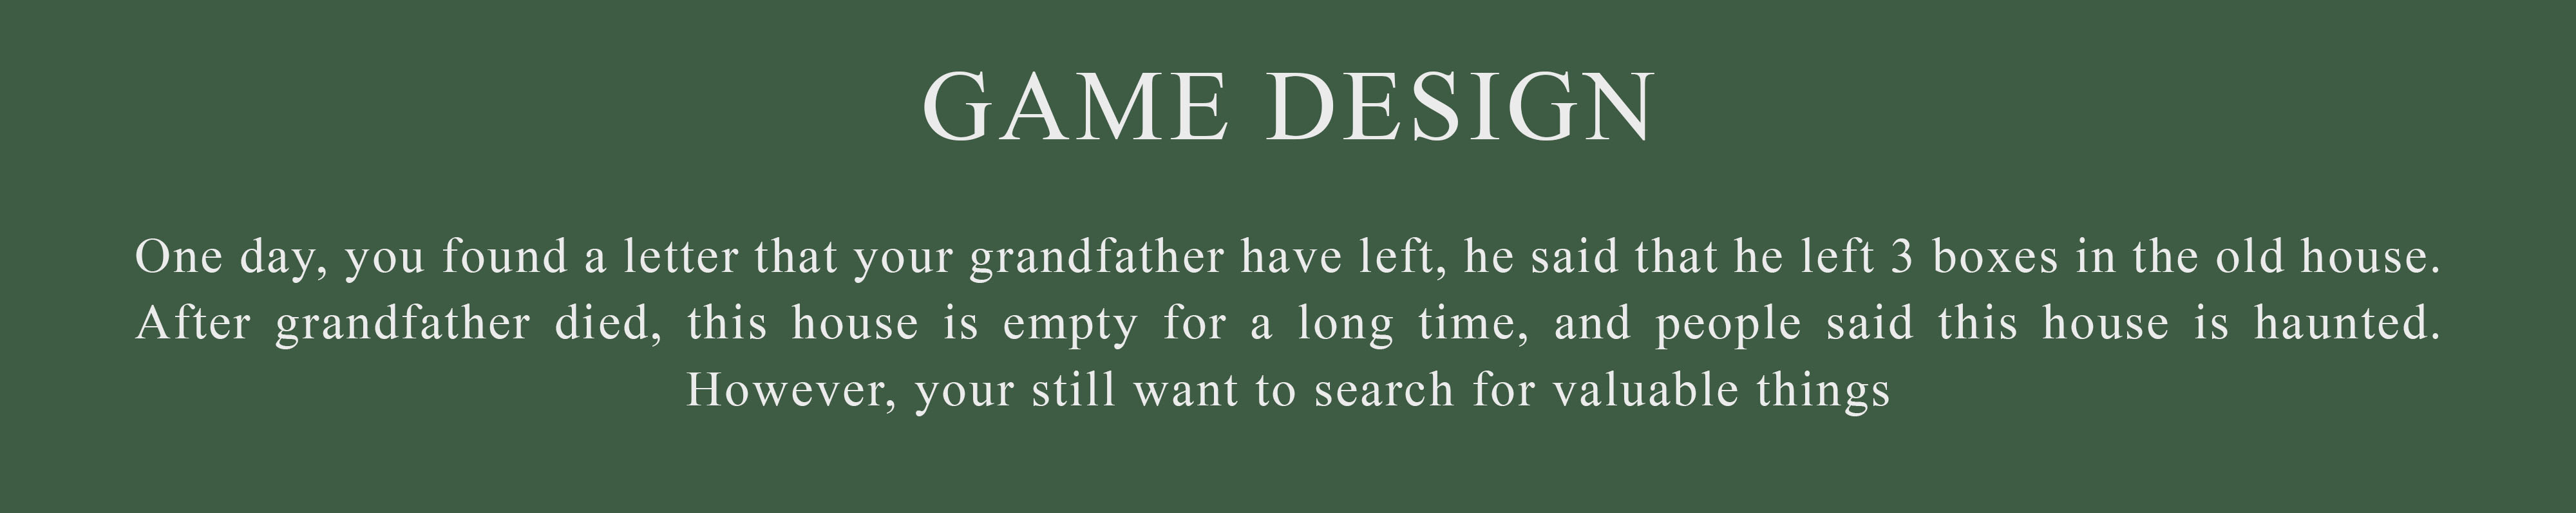 GAME DESIGN
One day, you found a letter that your grandfather have left, he said that he left 3 boxes in the old house.
After grandfather died, this house is empty for a long time, and people said this house is haunted.
However, your still want to search for valuable things